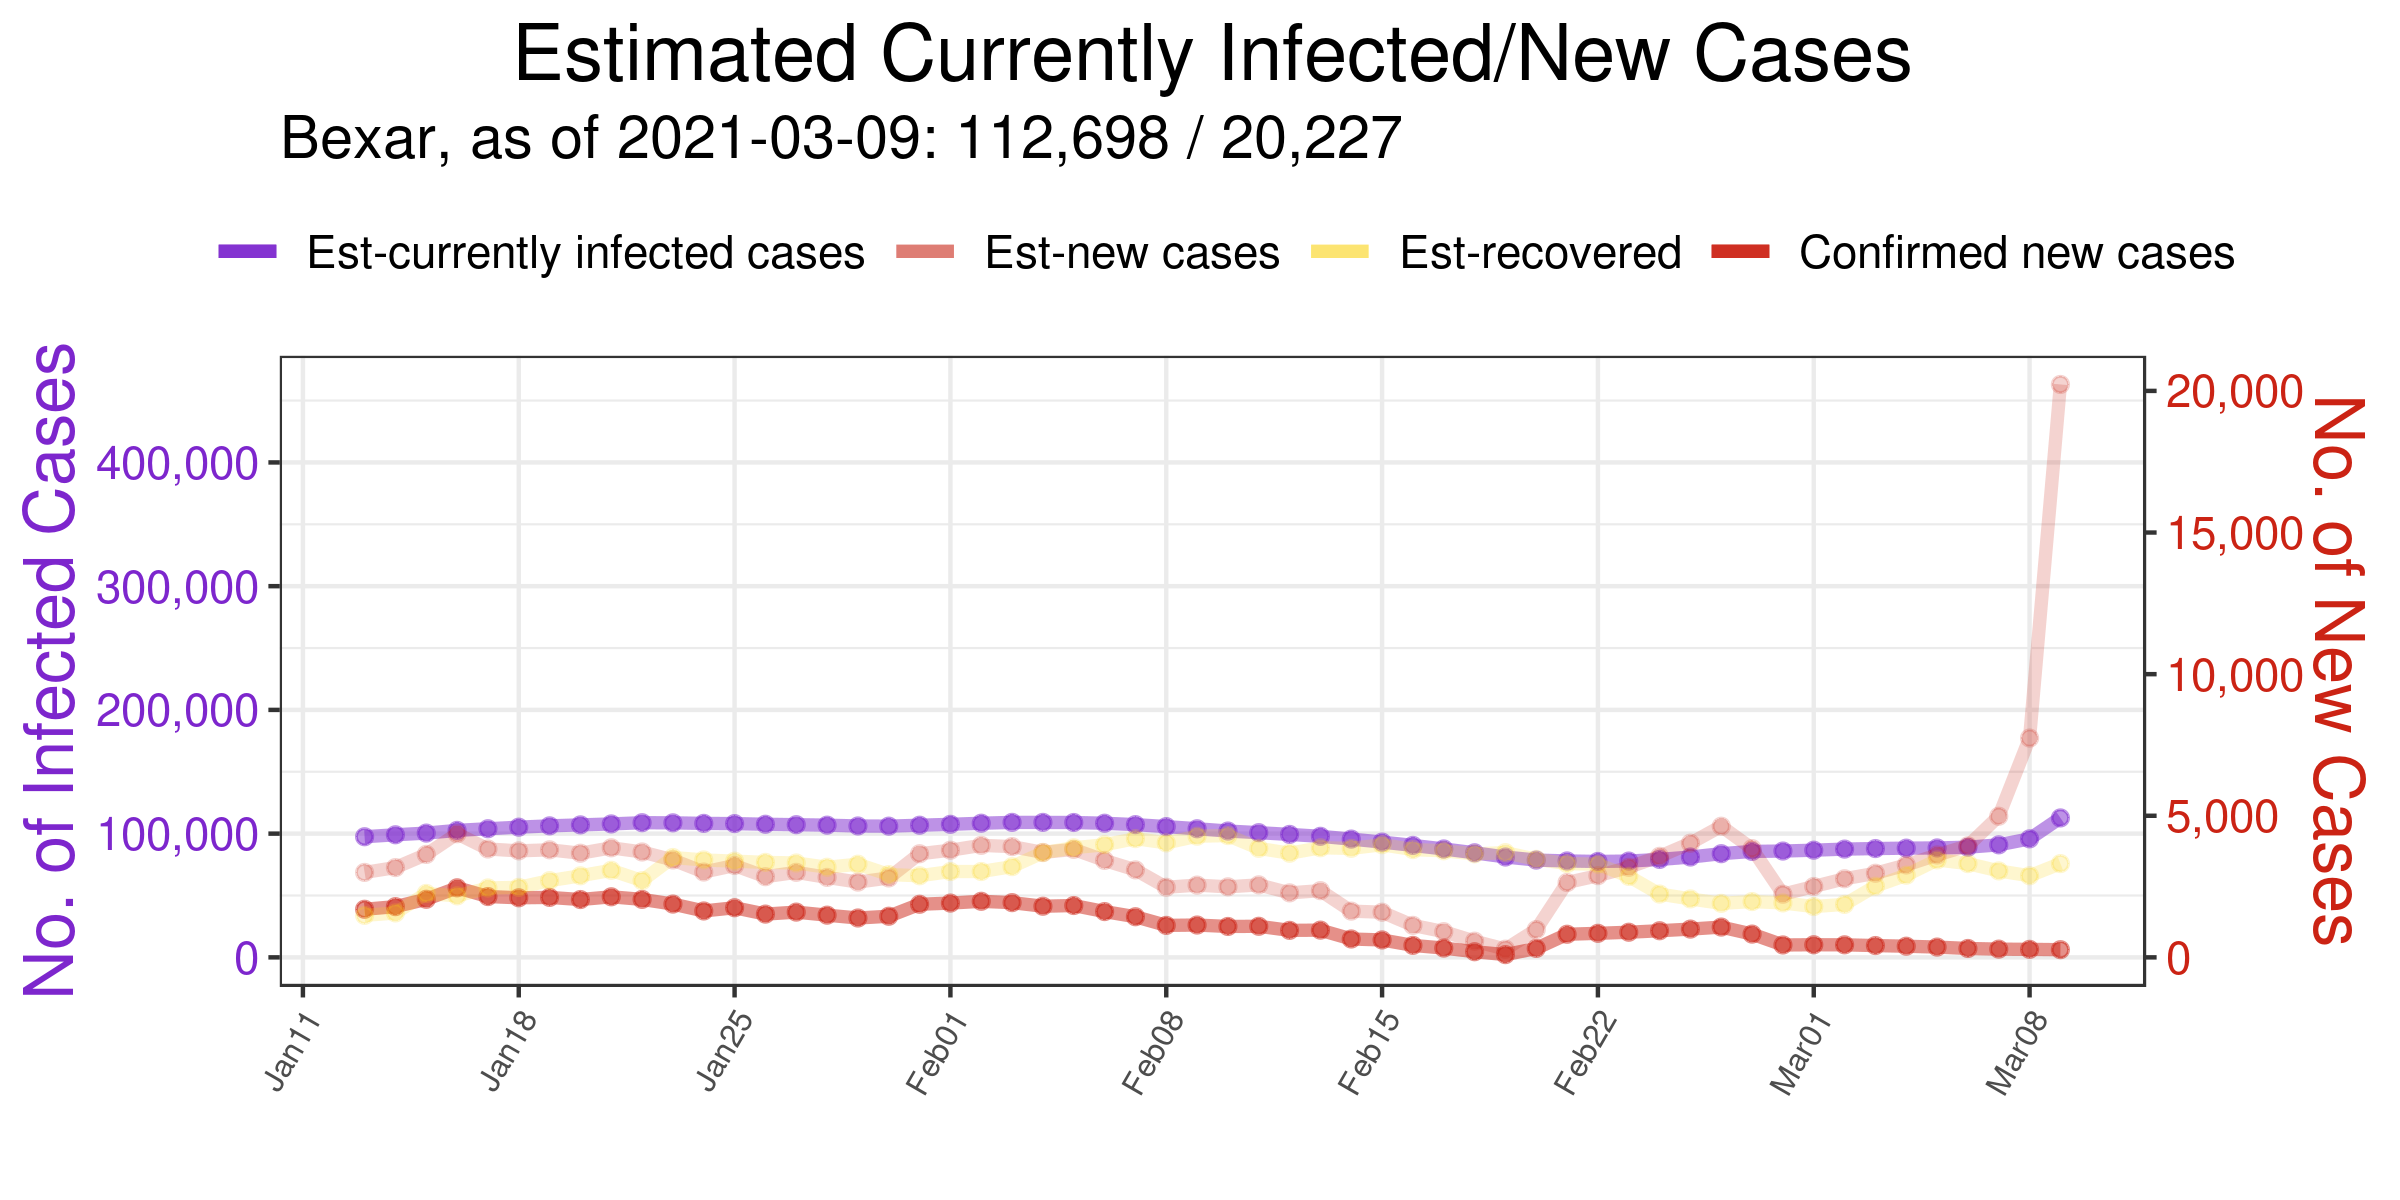 Estimated Currently Infected/New Cases
Bexar, as of 2021-03-09: 112,698 / 20,227
Est-currently infected cases Est-new cases Est-recovered Confirmed new cases
No. of Infected Cases
400,000
300,000
200,000
100,000
0
20,000
15,000
10,000
5,000
0
No. of New Cases
Jan11 Jan18 Jan25 Feb01 Feb08 Feb15 Feb22 Mar01 Mar08